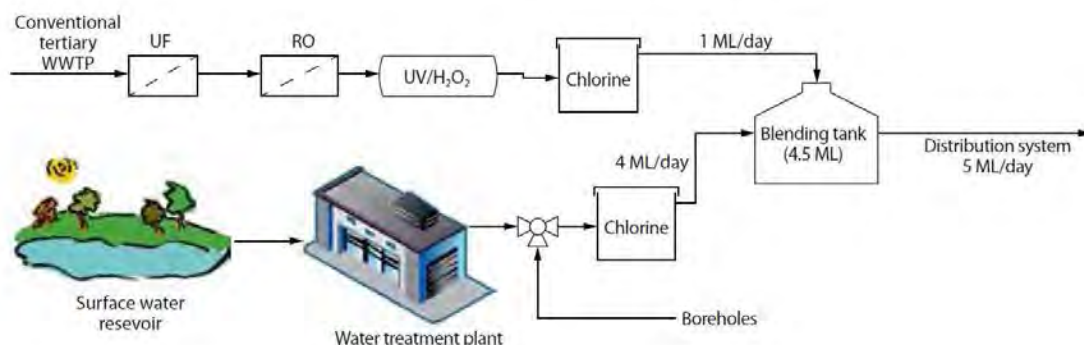 Conventional
tertiary
WWTP
UF
RO
UV/H₂O₂
Chlorine
1 ML/day
Blending tank
(4.5 ML)
Distribution system
5 ML/day
4 ML/day
Chlorine
Surface water
resevoir
Water treatment plant
Boreholes